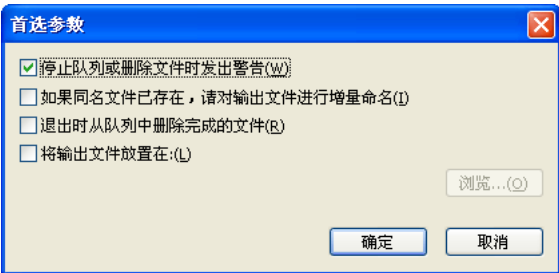 首选参数
停止队列或删除文件时发出警告(W)
如果同名文件已存在，请对输出文件进行增量命名(I)
退出时从队列中删除完成的文件(R)
将输出文件放置在:(L)
浏览...(O)
确定 取消